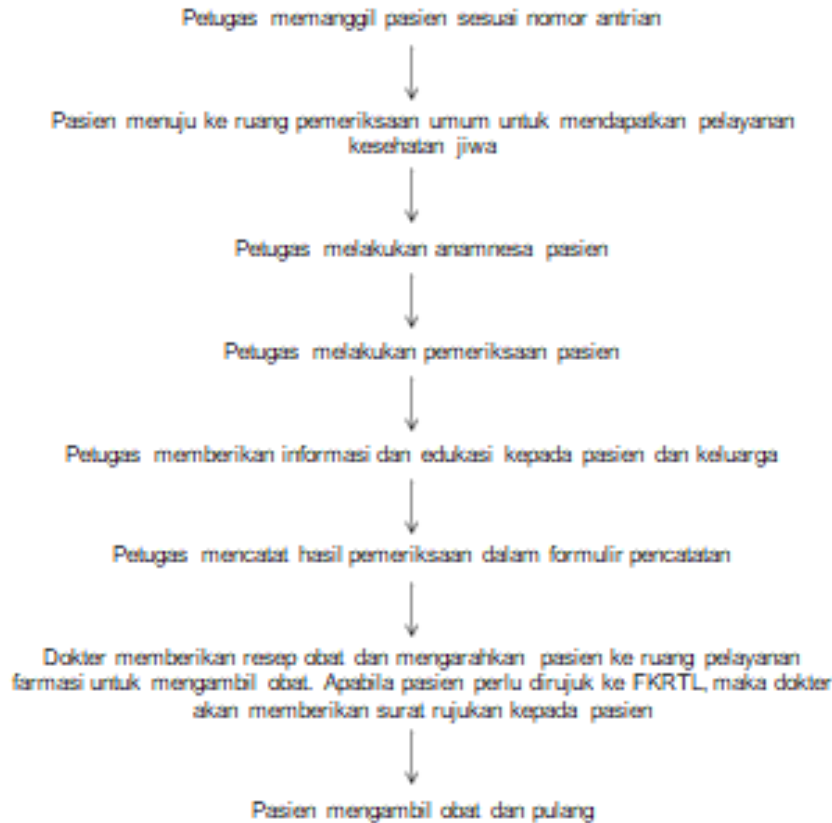 Petugas memanggil pasien sesuai nomor antrian
Pasien menuju ke ruang pemeriksaan umum untuk mendapatkan pelayanan
kesehatan jiwa
Petugas melakukan anamnesa pasien
Petugas melakukan pemeriksaan pasien
Petugas memberikan informasi dan edukasi kepada pasien dan keluarga
Petugas mencatat hasil pemeriksaan dalam formulir pencatatan
Dokter memberikan resep obat dan mengarahkan pasien ke ruang pelayanan
farmasi untuk mengambil obat. Apabila pasien perlu dirujuk ke FKRTL, maka dokter
akan memberikan surat rujukan kepada pasien
Pasien mengambil obat dan pulang